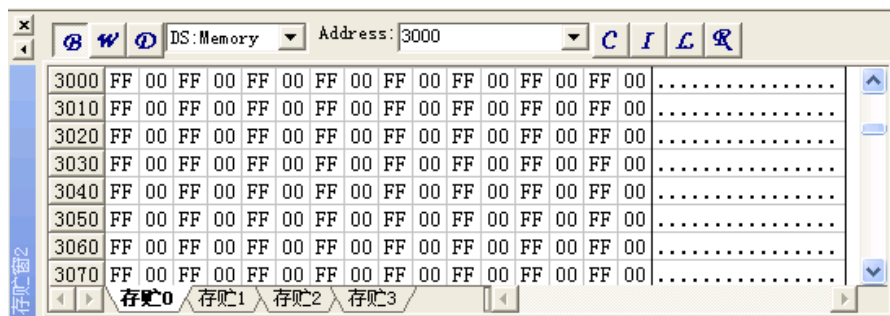 B W D DS:Memory Address: 3000 C I L R
3000 FF 00 FF 00 FF 00 FF 00 FF 00 FF 00 FF 00 FF 00 ................
3010 FF 00 FF 00 FF 00 FF 00 FF 00 FF 00 FF 00 FF 00 ................
3020 FF 00 FF 00 FF 00 FF 00 FF 00 FF 00 FF 00 FF 00 ................
3030 FF 00 FF 00 FF 00 FF 00 FF 00 FF 00 FF 00 FF 00 ................
3040 FF 00 FF 00 FF 00 FF 00 FF 00 FF 00 FF 00 FF 00 ................
3050 FF 00 FF 00 FF 00 FF 00 FF 00 FF 00 FF 00 FF 00 ................
3060 FF 00 FF 00 FF 00 FF 00 FF 00 FF 00 FF 00 FF 00 ................
3070 FF 00 FF 00 FF 00 FF 00 FF 00 FF 00 FF 00 FF 00 ................
存贮窗2
存贮0 存贮1 存贮2 存贮3